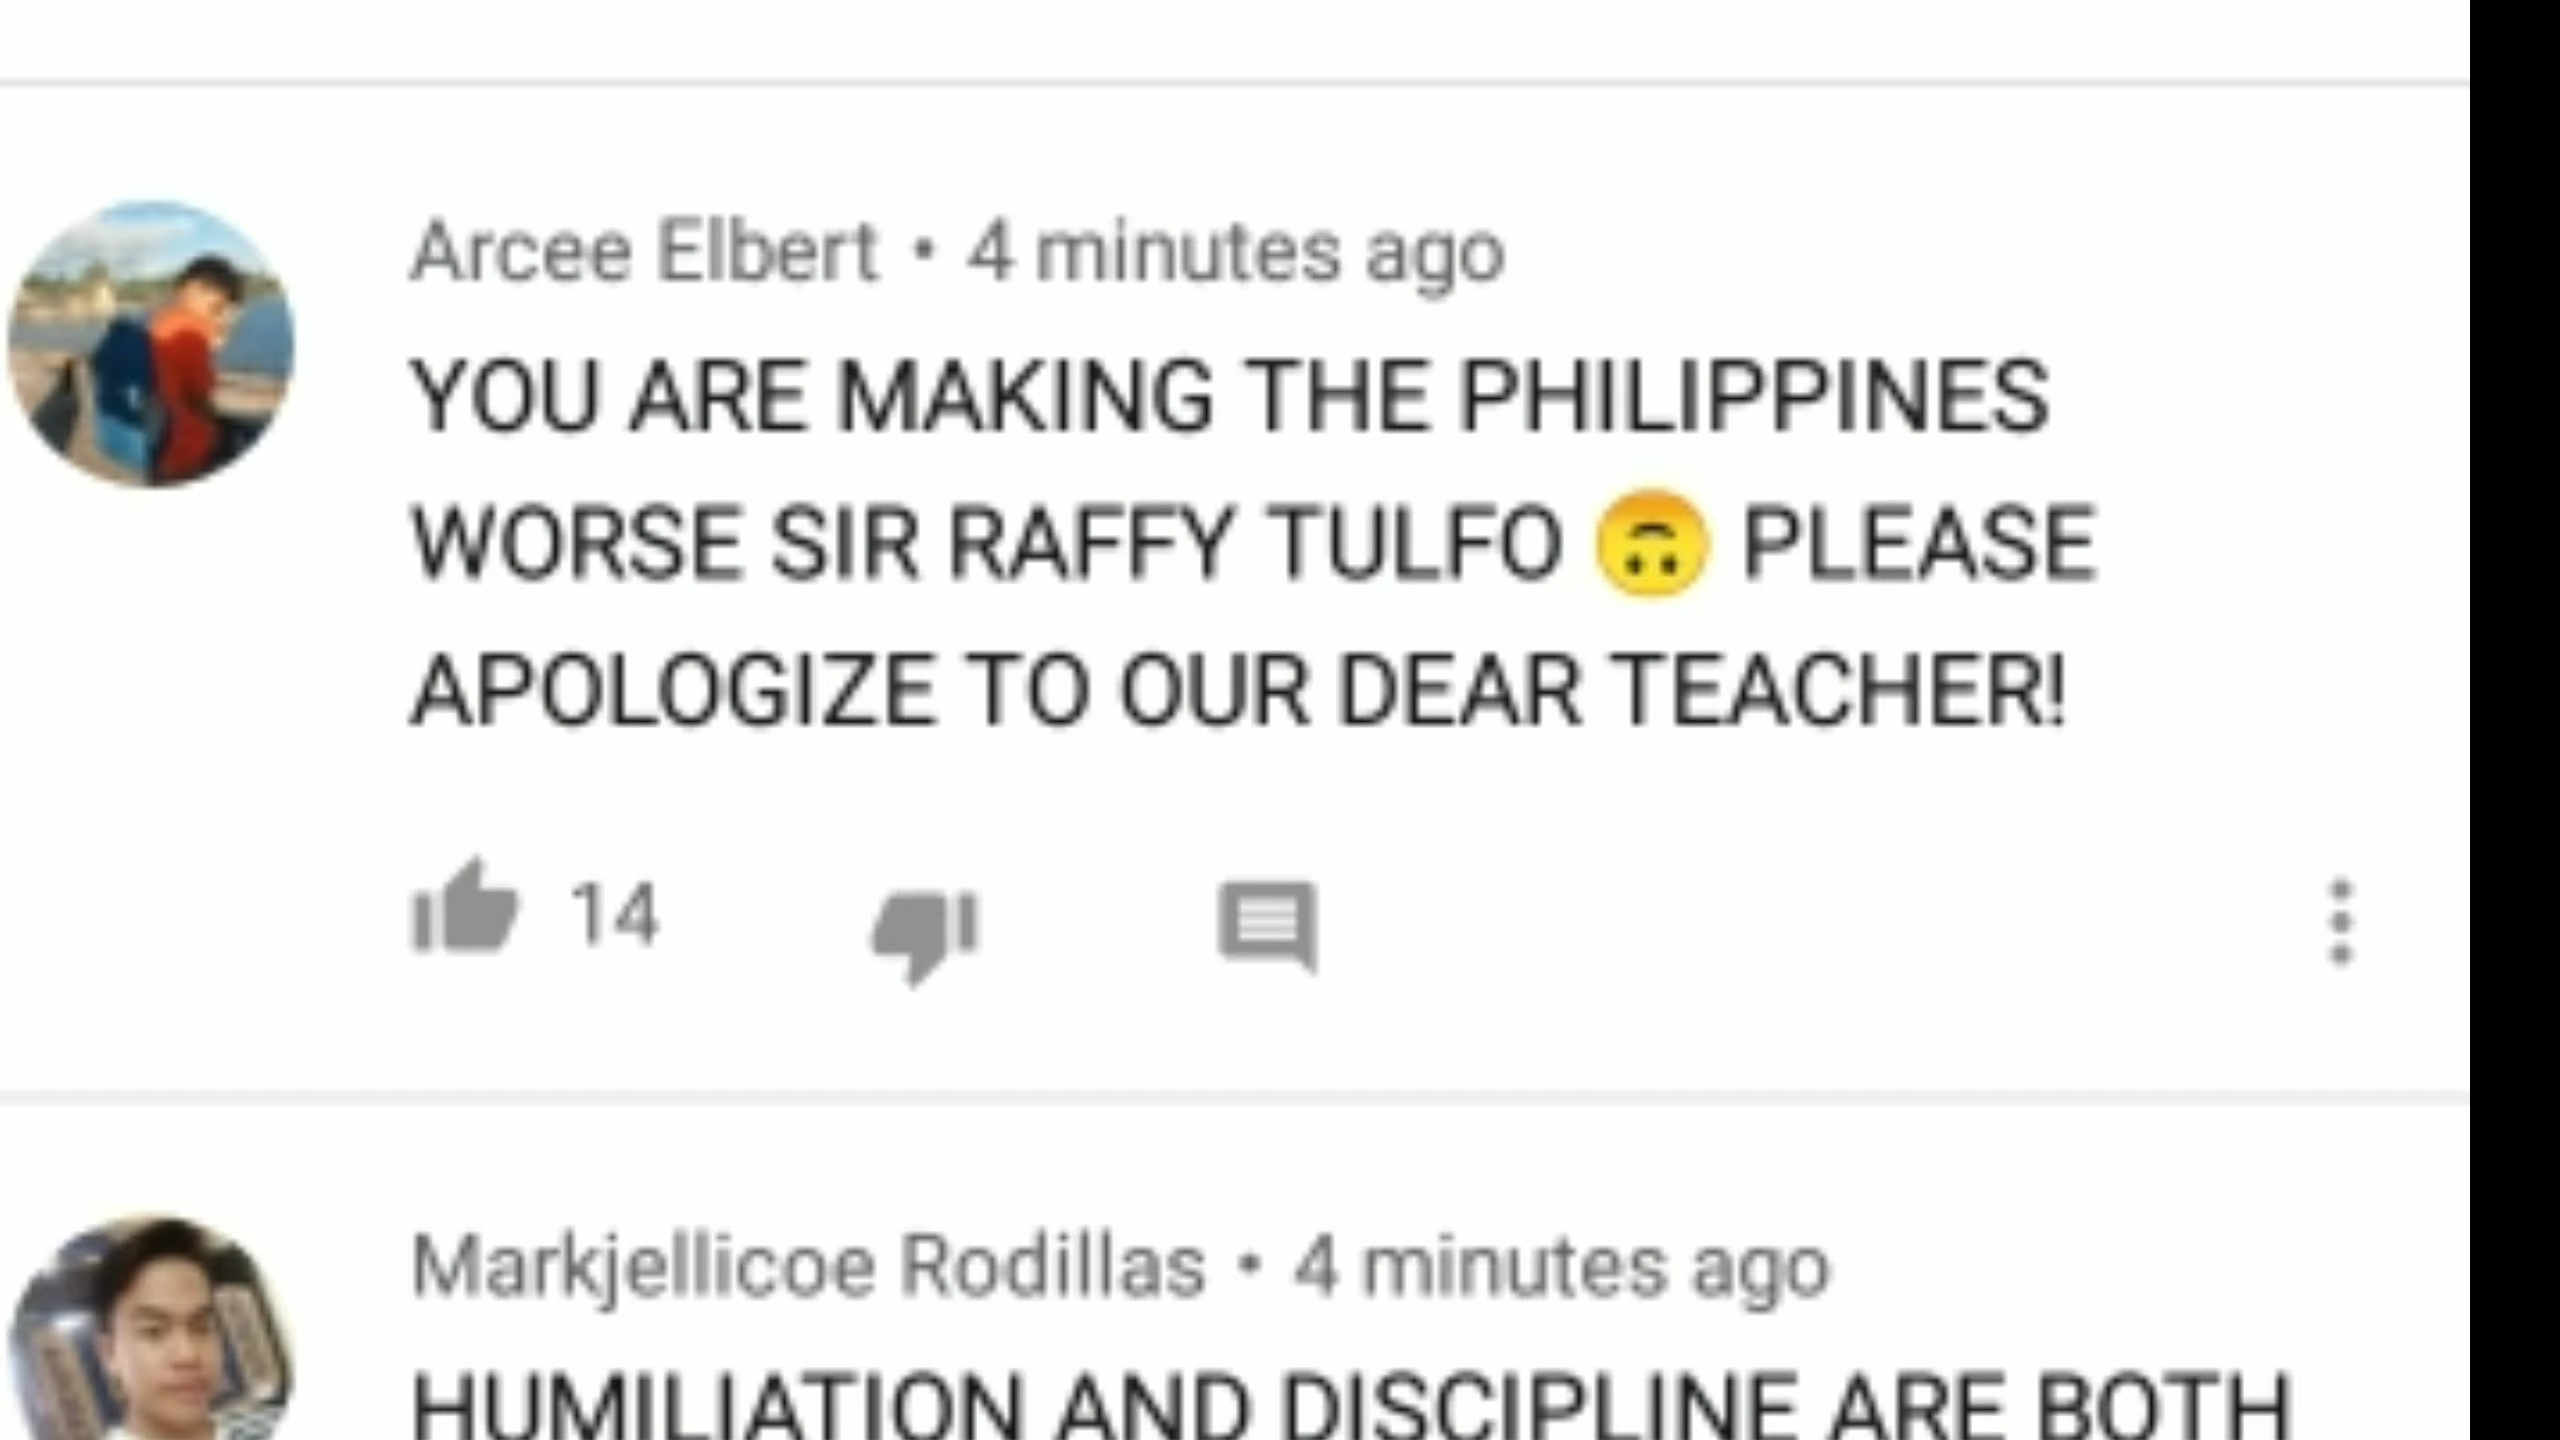 Arcee Elbert • 4 minutes ago
YOU ARE MAKING THE PHILIPPINES
WORSE SIR RAFFY TULFO 🙃 PLEASE
APOLOGIZE TO OUR DEAR TEACHER!
14
Markjellicoe Rodillas • 4 minutes ago
HUMILIATION AND DISCIPLINE ARE BOTH